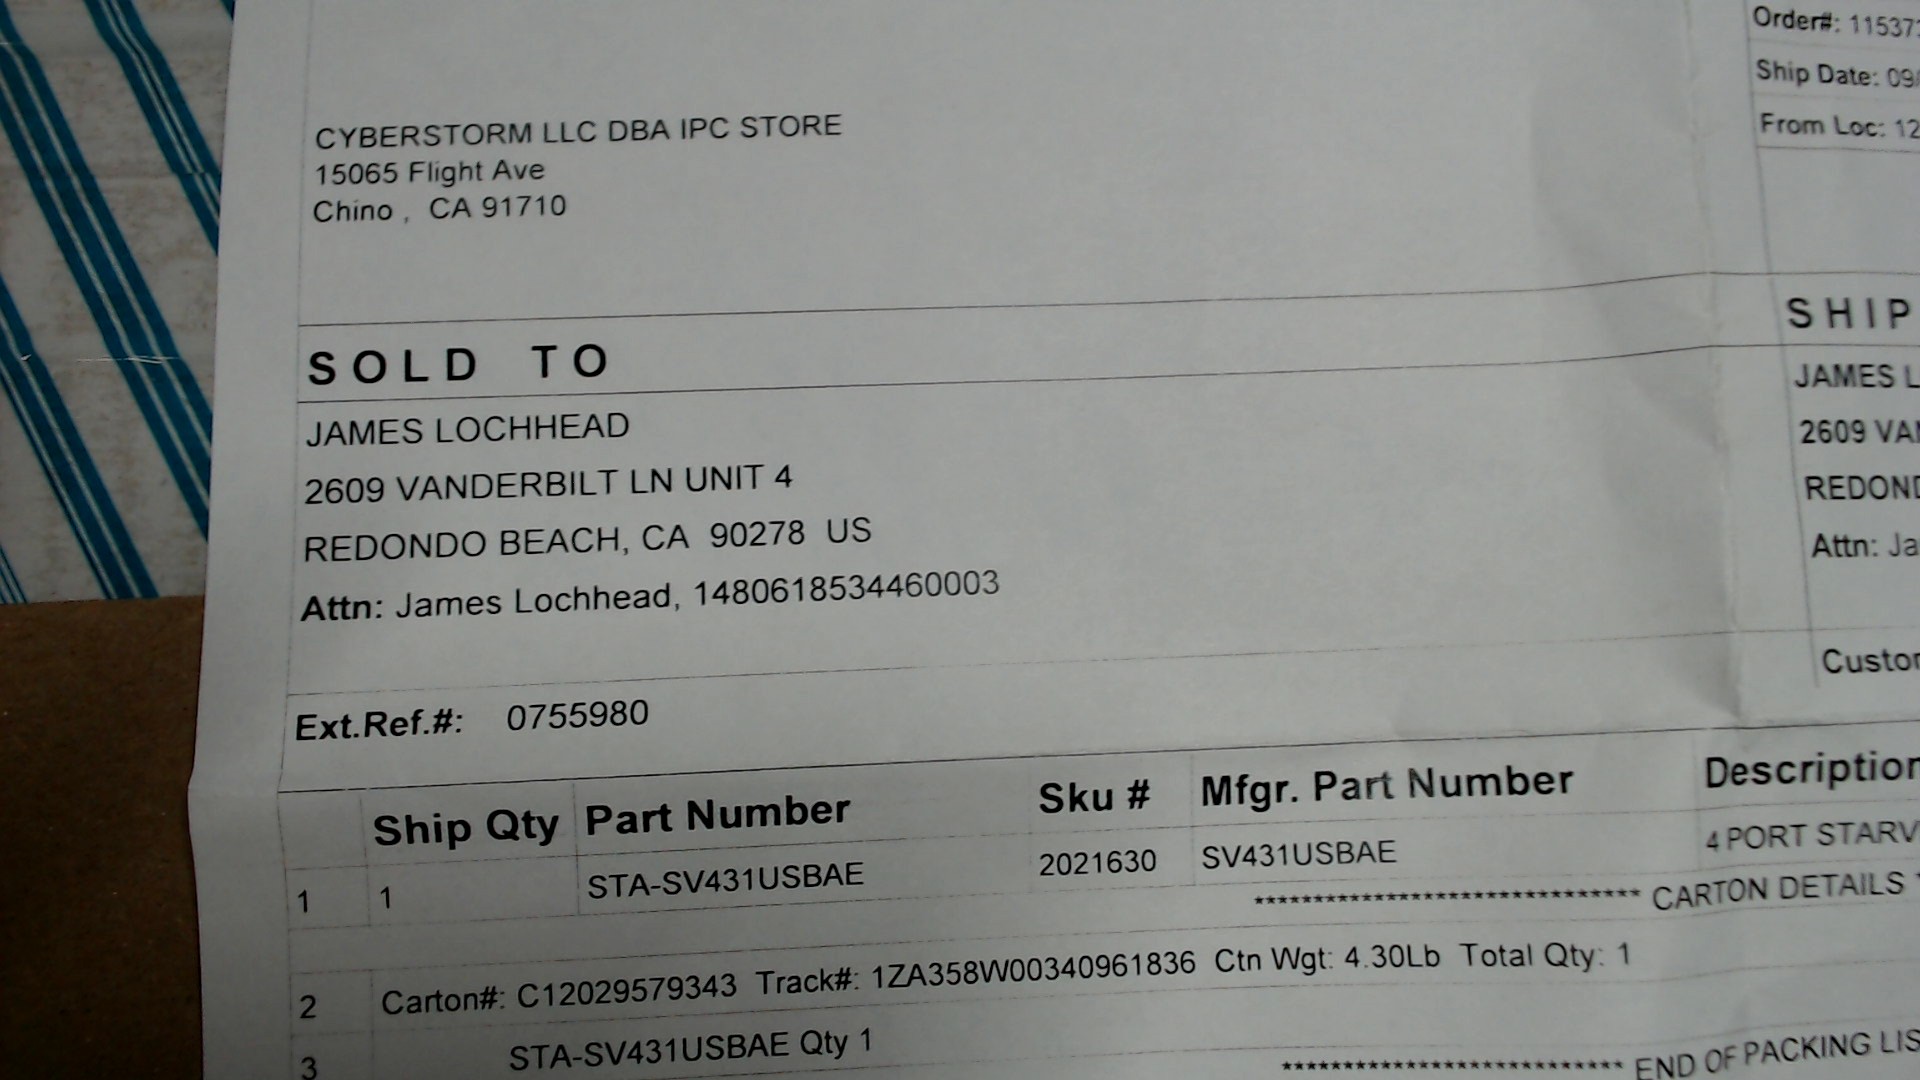 Order#: 11537
Ship Date: 09
From Loc: 12
CYBERSTORM LLC DBA IPC STORE
15065 Flight Ave
Chino , CA 91710
SOLD TO
JAMES LOCHHEAD
2609 VANDERBILT LN UNIT 4
REDONDO BEACH, CA 90278 US
Attn: James Lochhead, 1480618534460003
SHIP
JAMES L
2609 VAN
REDOND
Attn: Ja
Custom
Ext.Ref.#: 0755980
Ship Qty Part Number Sku # Mfgr. Part Number Description
1 1 STA-SV431USBAE 2021630 SV431USBAE 4 PORT STARV
******************************** CARTON DETAILS *
2 Carton#: C12029579343 Track#: 1ZA358W00340961836 Ctn Wgt: 4.30Lb Total Qty: 1
3 STA-SV431USBAE Qty 1
**************************** END OF PACKING LIS